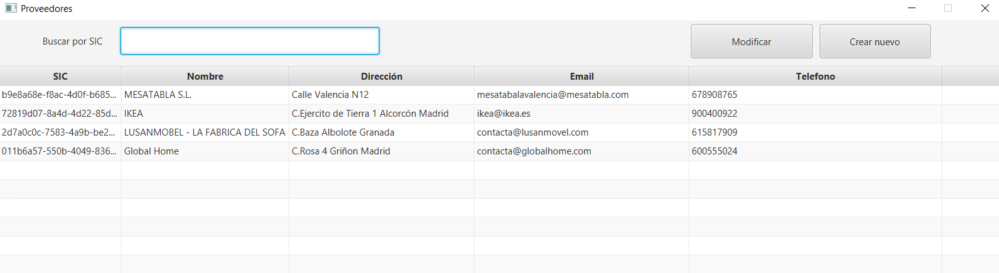 Proveedores
Buscar por SIC Modificar Crear nuevo
SIC Nombre Dirección Email Telefono
b9e8a68e-f8ac-4d0f-b685... MESATABLA S.L. Calle Valencia N12 mesatabalavalencia@mesatabla.com 678908765
72819d07-8a4d-4d22-85d... IKEA C.Ejercito de Tierra 1 Alcorcón Madrid ikea@ikea.es 900400922
2d7a0c0c-7583-4a9b-be2... LUSANMOBEL - LA FABRICA DEL SOFA C.Baza Albolote Granada contacta@lusanmovel.com 615817909
011b6a57-550b-4049-836... Global Home C.Rosa 4 Griñon Madrid contacta@globalhome.com 600555024